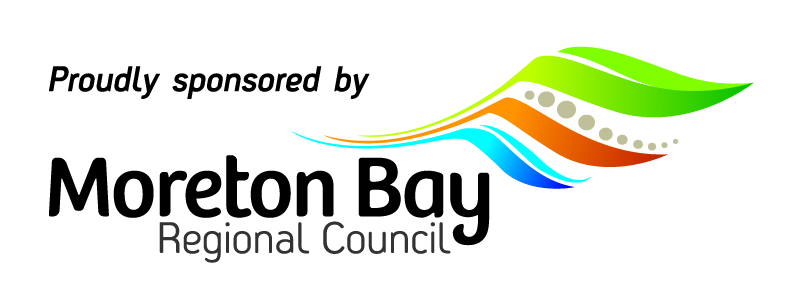 Proudly sponsored by
Moreton Bay
Regional Council